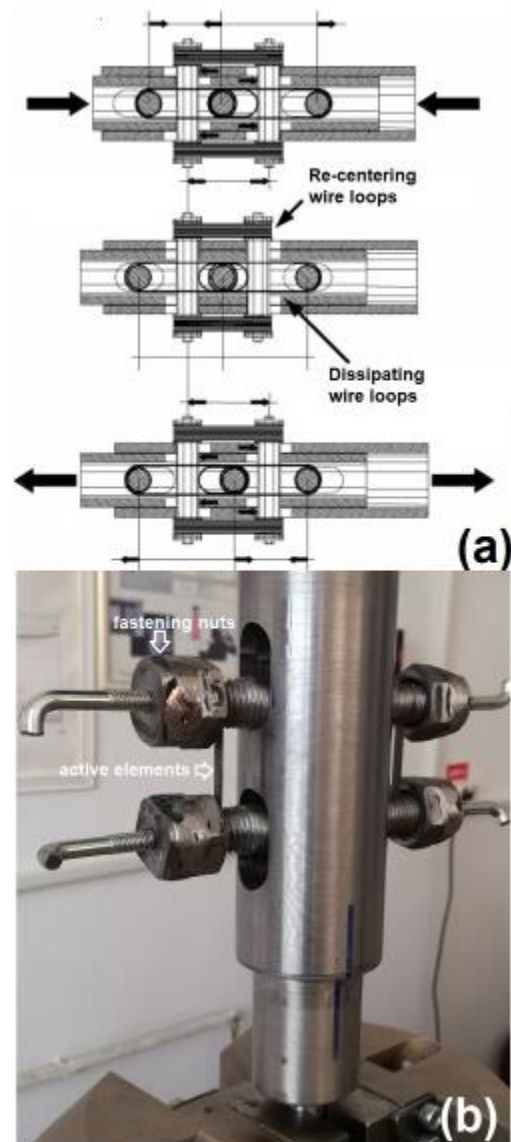 Re-centering
wire loops
Dissipating
wire loops
(a)
fastening nuts
active elements
(b)